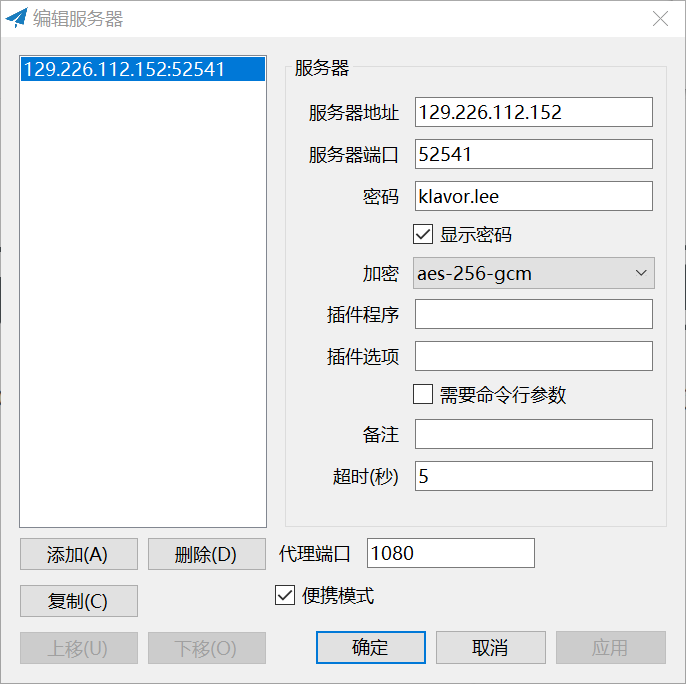 编辑服务器
129.226.112.152:52541
服务器
服务器地址 129.226.112.152
服务器端口 52541
密码 klavor.lee
显示密码
加密 aes-256-gcm
插件程序
插件选项
需要命令行参数
备注
超时(秒) 5
添加(A) 删除(D) 代理端口 1080
复制(C) 便携模式
上移(U) 下移(O) 确定 取消 应用